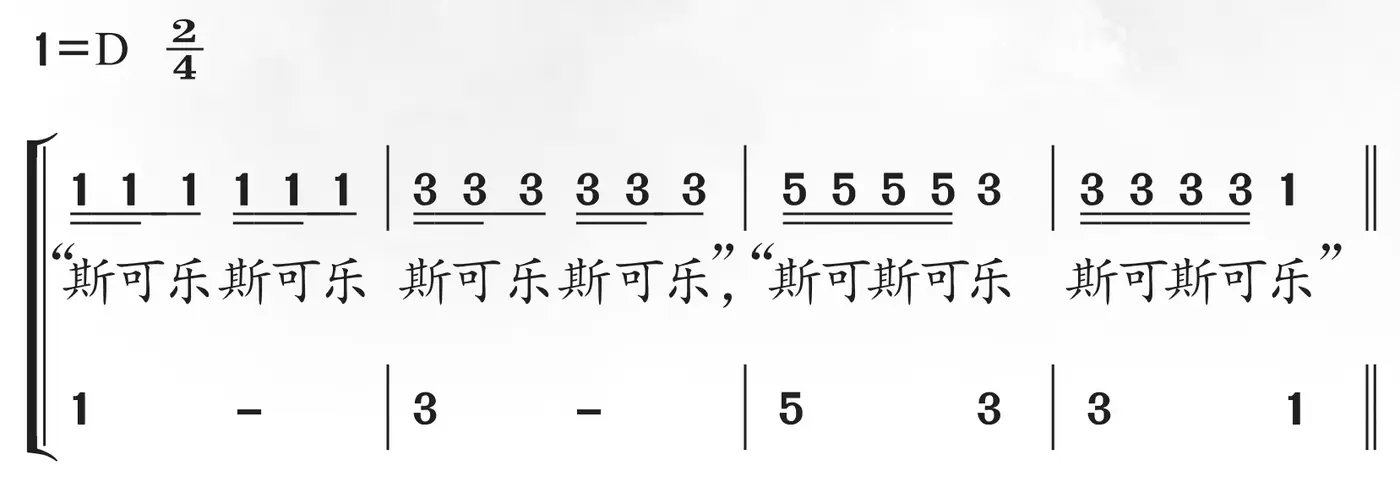 1=D 2/4
1 1 1 1 1 1 | 3 3 3 3 3 3 | 5 5 5 5 3 | 3 3 3 3 1 ‖
“斯可乐斯可乐 斯可乐斯可乐”，“斯可斯可乐 斯可斯可乐”
1 – | 3 – | 5 3 | 3 1 ‖